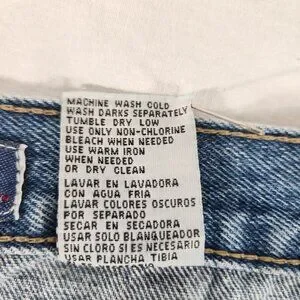 MACHINE WASH COLD
WASH DARKS SEPARATELY
TUMBLE DRY LOW
USE ONLY NON-CHLORINE
BLEACH WHEN NEEDED
USE WARM IRON
WHEN NEEDED
OR DRY CLEAN
LAVAR EN LAVADORA
CON AGUA FRIA
LAVAR COLORES OSCUROS
POR SEPARADO
SECAR EN SECADORA
USAR SOLO BLANQUEADOR
SIN CLORO SI ES NECESARIO
USAR PLANCHA TIBIA